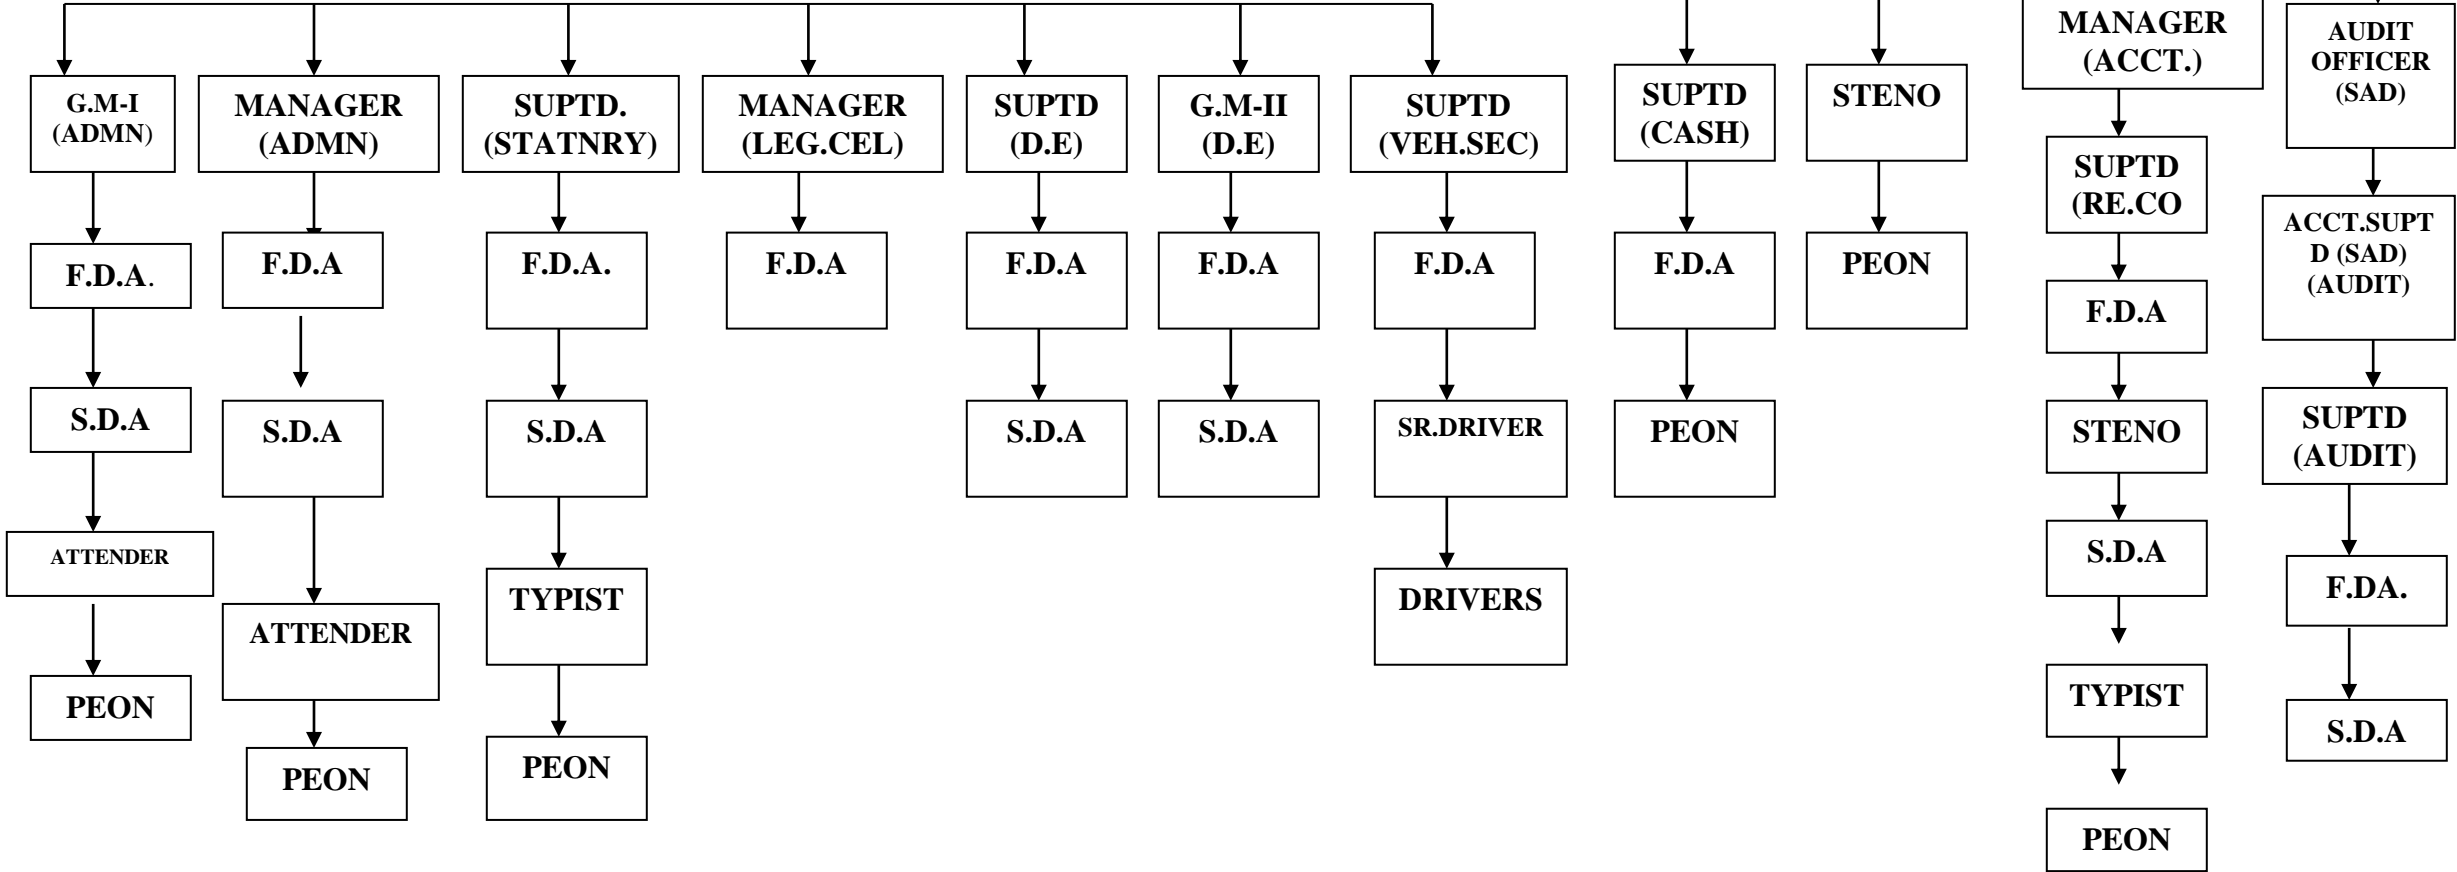 G.M-I
(ADMN)
F.D.A.
S.D.A
ATTENDER
PEON
MANAGER
(ADMN)
F.D.A
S.D.A
ATTENDER
PEON
SUPTD.
(STATNRY)
F.D.A.
S.D.A
TYPIST
PEON
MANAGER
(LEG.CEL)
F.D.A
SUPTD
(D.E)
F.D.A
S.D.A
G.M-II
(D.E)
F.D.A
S.D.A
SUPTD
(VEH.SEC)
F.D.A
SR.DRIVER
DRIVERS
SUPTD
(CASH)
F.D.A
PEON
STENO
PEON
MANAGER
(ACCT.)
SUPTD
(RE.CO
F.D.A
STENO
S.D.A
TYPIST
PEON
AUDIT
OFFICER
(SAD)
ACCT.SUPT
D (SAD)
(AUDIT)
SUPTD
(AUDIT)
F.DA.
S.D.A